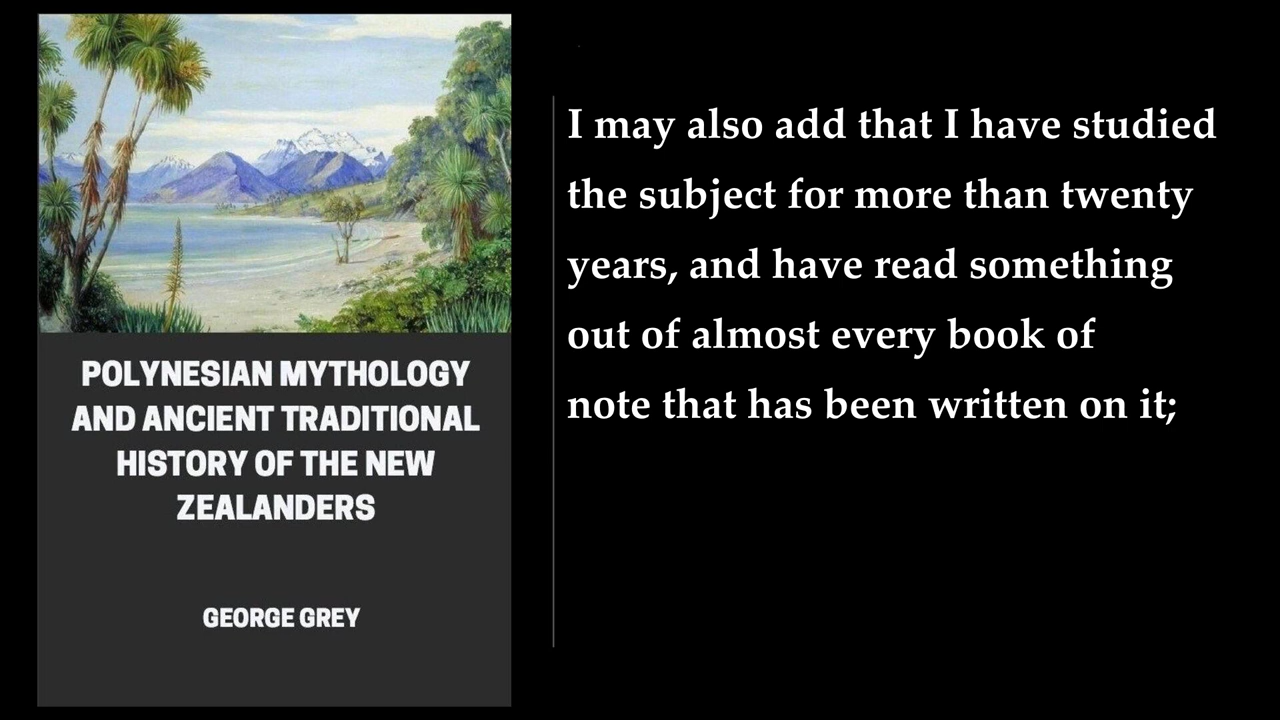 POLYNESIAN MYTHOLOGY
AND ANCIENT TRADITIONAL
HISTORY OF THE NEW
ZEALANDERS
GEORGE GREY
I may also add that I have studied
the subject for more than twenty
years, and have read something
out of almost every book of
note that has been written on it;